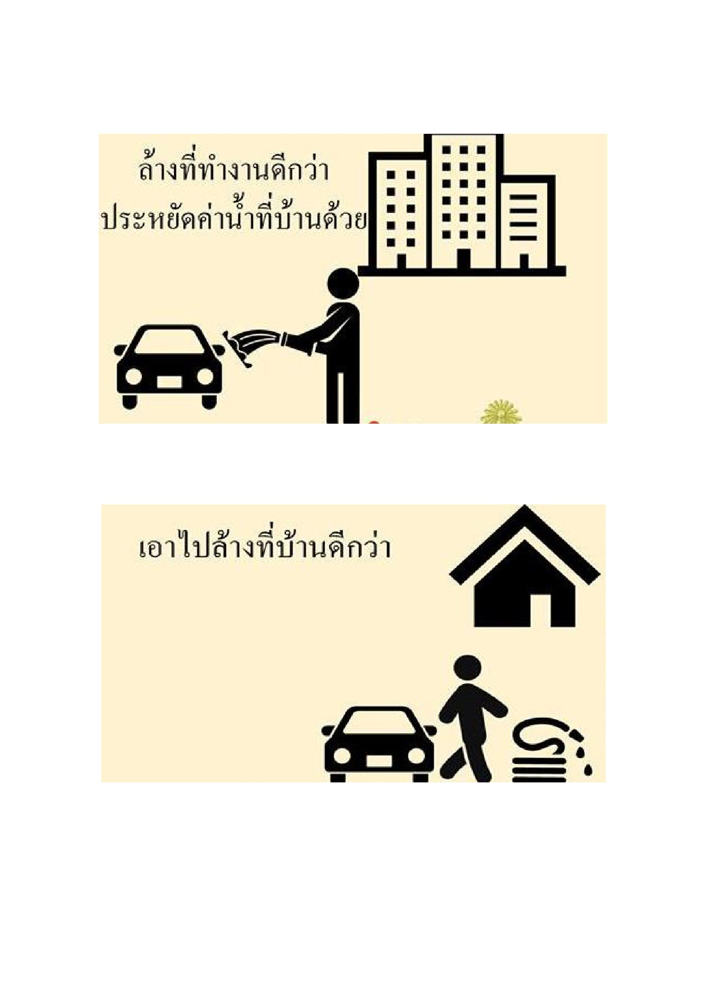 ล้างที่ทำงานดีกว่า
ประหยัดค่าน้ำที่บ้านด้วย
เอาไปล้างที่บ้านดีกว่า